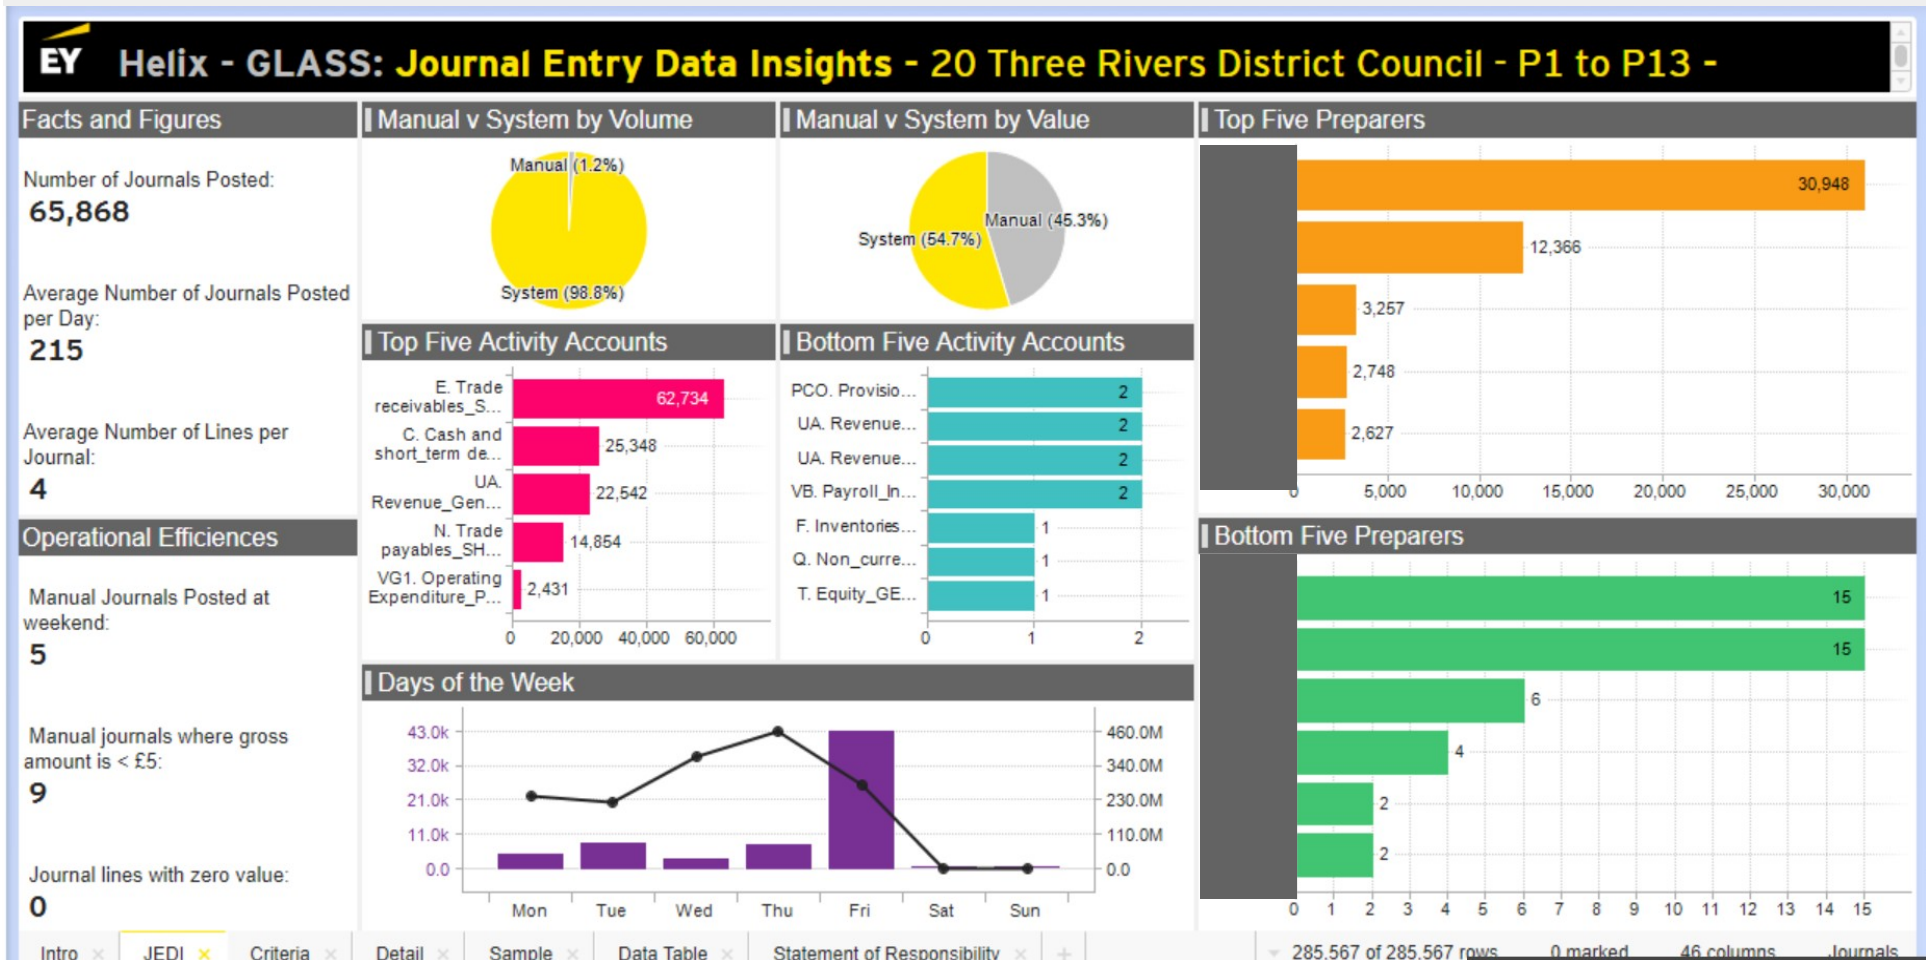 EY
Helix - GLASS: Journal Entry Data Insights - 20 Three Rivers District Council - P1 to P13 -
Facts and Figures
Number of Journals Posted:
65,868
Average Number of Journals Posted
per Day:
215
Average Number of Lines per
Journal:
4
Operational Efficiences
Manual Journals Posted at
weekend:
5
Manual journals where gross
amount is < £5:
9
Journal lines with zero value:
0
Manual v System by Volume
Manual (1.2%)
System (98.8%)
Manual v System by Value
Manual (45.3%)
System (54.7%)
Top Five Activity Accounts
E. Trade
receivables_S...
62,734
C. Cash and
short_term de...
25,348
UA.
Revenue_Gen...
22,542
N. Trade
payables_SH...
14,854
VG1. Operating
Expenditure_P...
2,431
0 20,000 40,000 60,000
Bottom Five Activity Accounts
PCO. Provisio... 2
UA. Revenue... 2
UA. Revenue... 2
VB. Payroll_In... 2
F. Inventories... 1
Q. Non_curre... 1
T. Equity_GE... 1
0 1 2
Days of the Week
43.0k 460.0M
32.0k 340.0M
21.0k 230.0M
11.0k 110.0M
0.0 0.0
Mon Tue Wed Thu Fri Sat Sun
Top Five Preparers
30,948
12,366
3,257
2,748
2,627
0 5,000 10,000 15,000 20,000 25,000 30,000
Bottom Five Preparers
15
15
6
4
2
2
0 1 2 3 4 5 6 7 8 9 10 11 12 13 14 15
Intro JEDI Criteria Detail Sample Data Table Statement of Responsibility
285,567 of 285,567 rows 0 marked 46 columns Journals